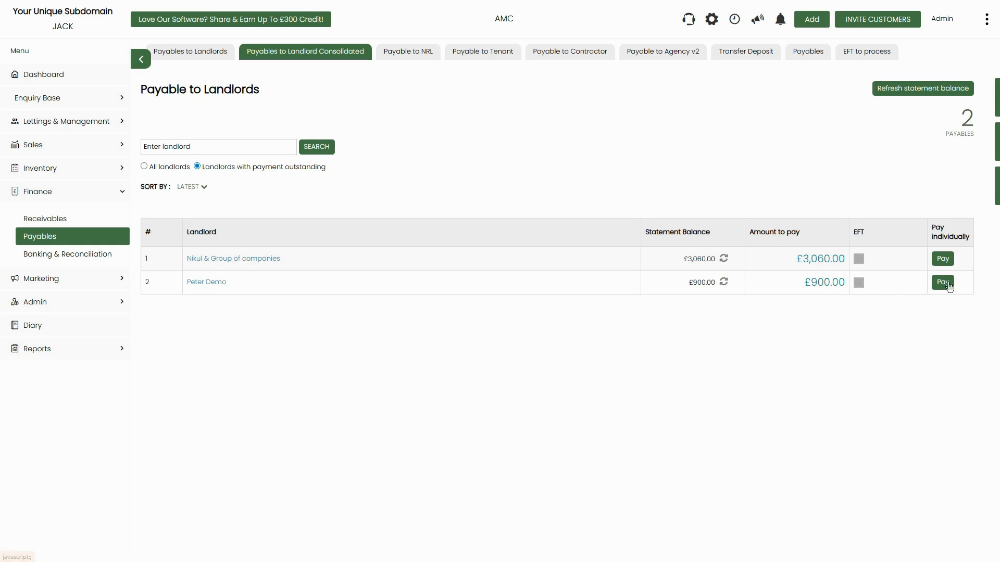 Your Unique Subdomain
JACK
Love Our Software? Share & Earn Up To £300 Credit!
AMC
Add
INVITE CUSTOMERS
Admin
Menu
Dashboard
Enquiry Base
Lettings & Management
Sales
Inventory
Finance
Receivables
Payables
Banking & Reconciliation
Marketing
Admin
Diary
Reports
Payables to Landlords
Payables to Landlord Consolidated
Payable to NRL
Payable to Tenant
Payable to Contractor
Payable to Agency v2
Transfer Deposit
Payables
EFT to process
Payable to Landlords
Refresh statement balance
2
PAYABLES
Enter landlord
SEARCH
All landlords
Landlords with payment outstanding
SORT BY : LATEST
# Landlord Statement Balance Amount to pay EFT Pay individually
1 Nikul & Group of companies £3,060.00 £3,060.00 Pay
2 Peter Demo £900.00 £900.00 Pay
javascript:;